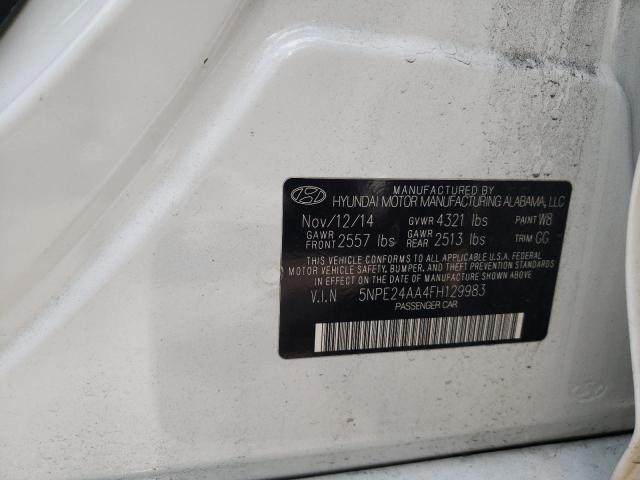 MANUFACTURED BY
HYUNDAI MOTOR MANUFACTURING ALABAMA, LLC
Nov/12/14 GVWR 4321 lbs PAINT W8
GAWR FRONT 2557 lbs GAWR REAR 2513 lbs TRIM GG
THIS VEHICLE CONFORMS TO ALL APPLICABLE U.S.A FEDERAL
MOTOR VEHICLE SAFETY, BUMPER, AND THEFT PREVENTION
STANDARDS IN EFFECT ON THE DATE OF MANUFACTURE SHOWN ABOVE
V.I.N 5NPE24AA4FH129983
PASSENGER CAR